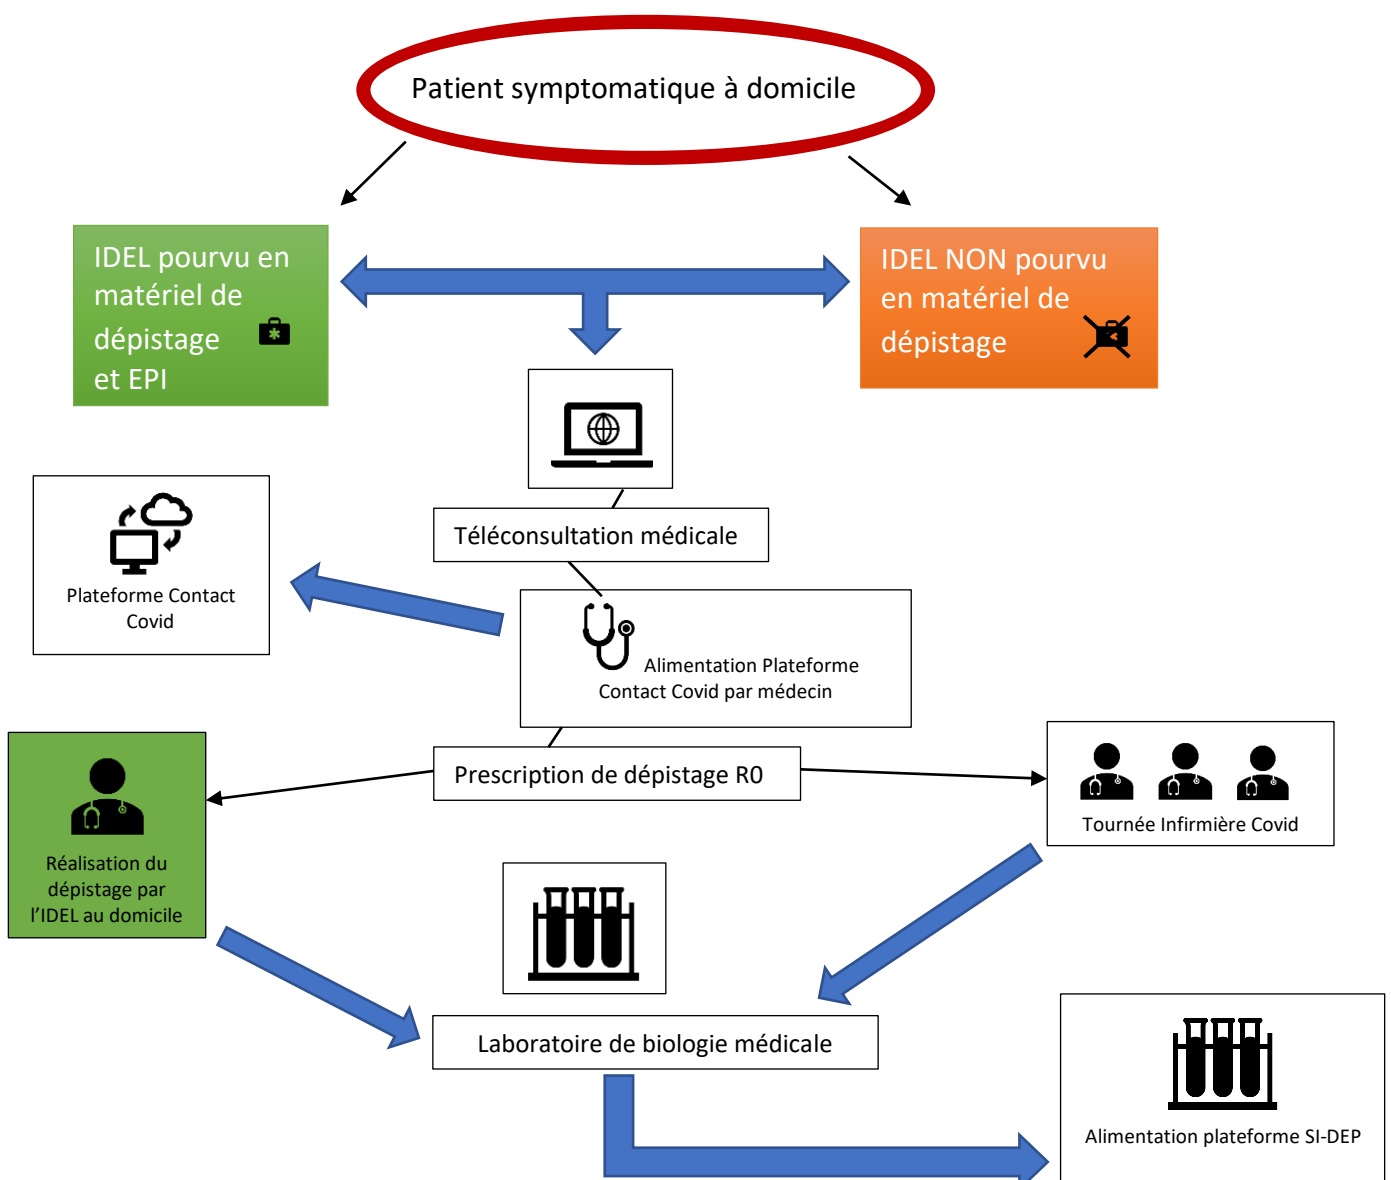 Patient symptomatique à domicile
IDEL pourvu en
matériel de
dépistage
et EPI
IDEL NON pourvu
en matériel de
dépistage
Téléconsultation médicale
Plateforme Contact
Covid
Alimentation Plateforme
Contact Covid par médecin
Prescription de dépistage R0
Réalisation du
dépistage par
l’IDEL au domicile
Tournée Infirmière Covid
Laboratoire de biologie médicale
Alimentation plateforme SI-DEP